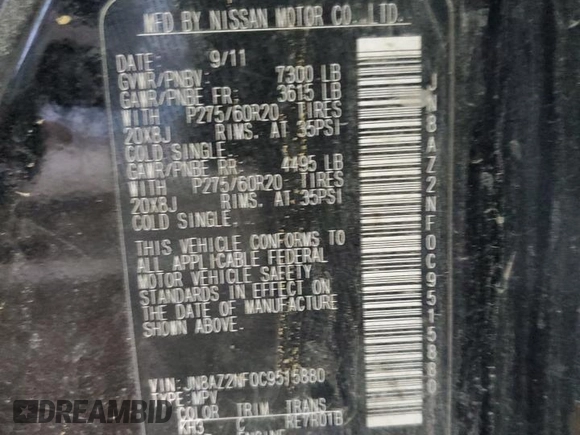 MFD BY NISSAN MOTOR CO.,LTD.
DATE: 9/11
GVWR/PNBV: 7300 LB
GAWR/PNBE FR: 3615 LB
WITH P275/60R20 TIRES
20X8J RIMS. AT 35PSI
COLD SINGLE.
GAWR/PNBE RR: 4495 LB
WITH P275/60R20 TIRES
20X8J RIMS. AT 35PSI
COLD SINGLE.
THIS VEHICLE CONFORMS TO
ALL APPLICABLE FEDERAL
MOTOR VEHICLE SAFETY
STANDARDS IN EFFECT ON
THE DATE OF MANUFACTURE
SHOWN ABOVE.
VIN: JN8AZ2NF0C9515880
TYPE: MPV
COLOR TRIM TRANS
KH3 C RE7R01B
ENGINE
JN8AZ2NF0C9515880
DREAMBID